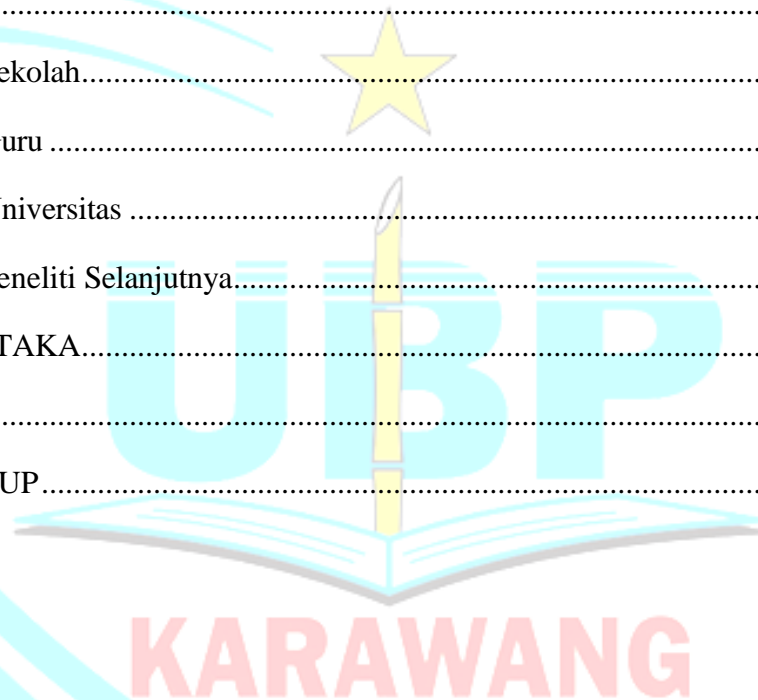 ........................................................................................................
ekolah....................................................................................
uru ........................................................................................
niversitas ..............................................................................
eneliti Selanjutnya.................................................................
TAKA....................................................................................
..............................................................................................
UP.........................................................................................
UBP
KARAWANG